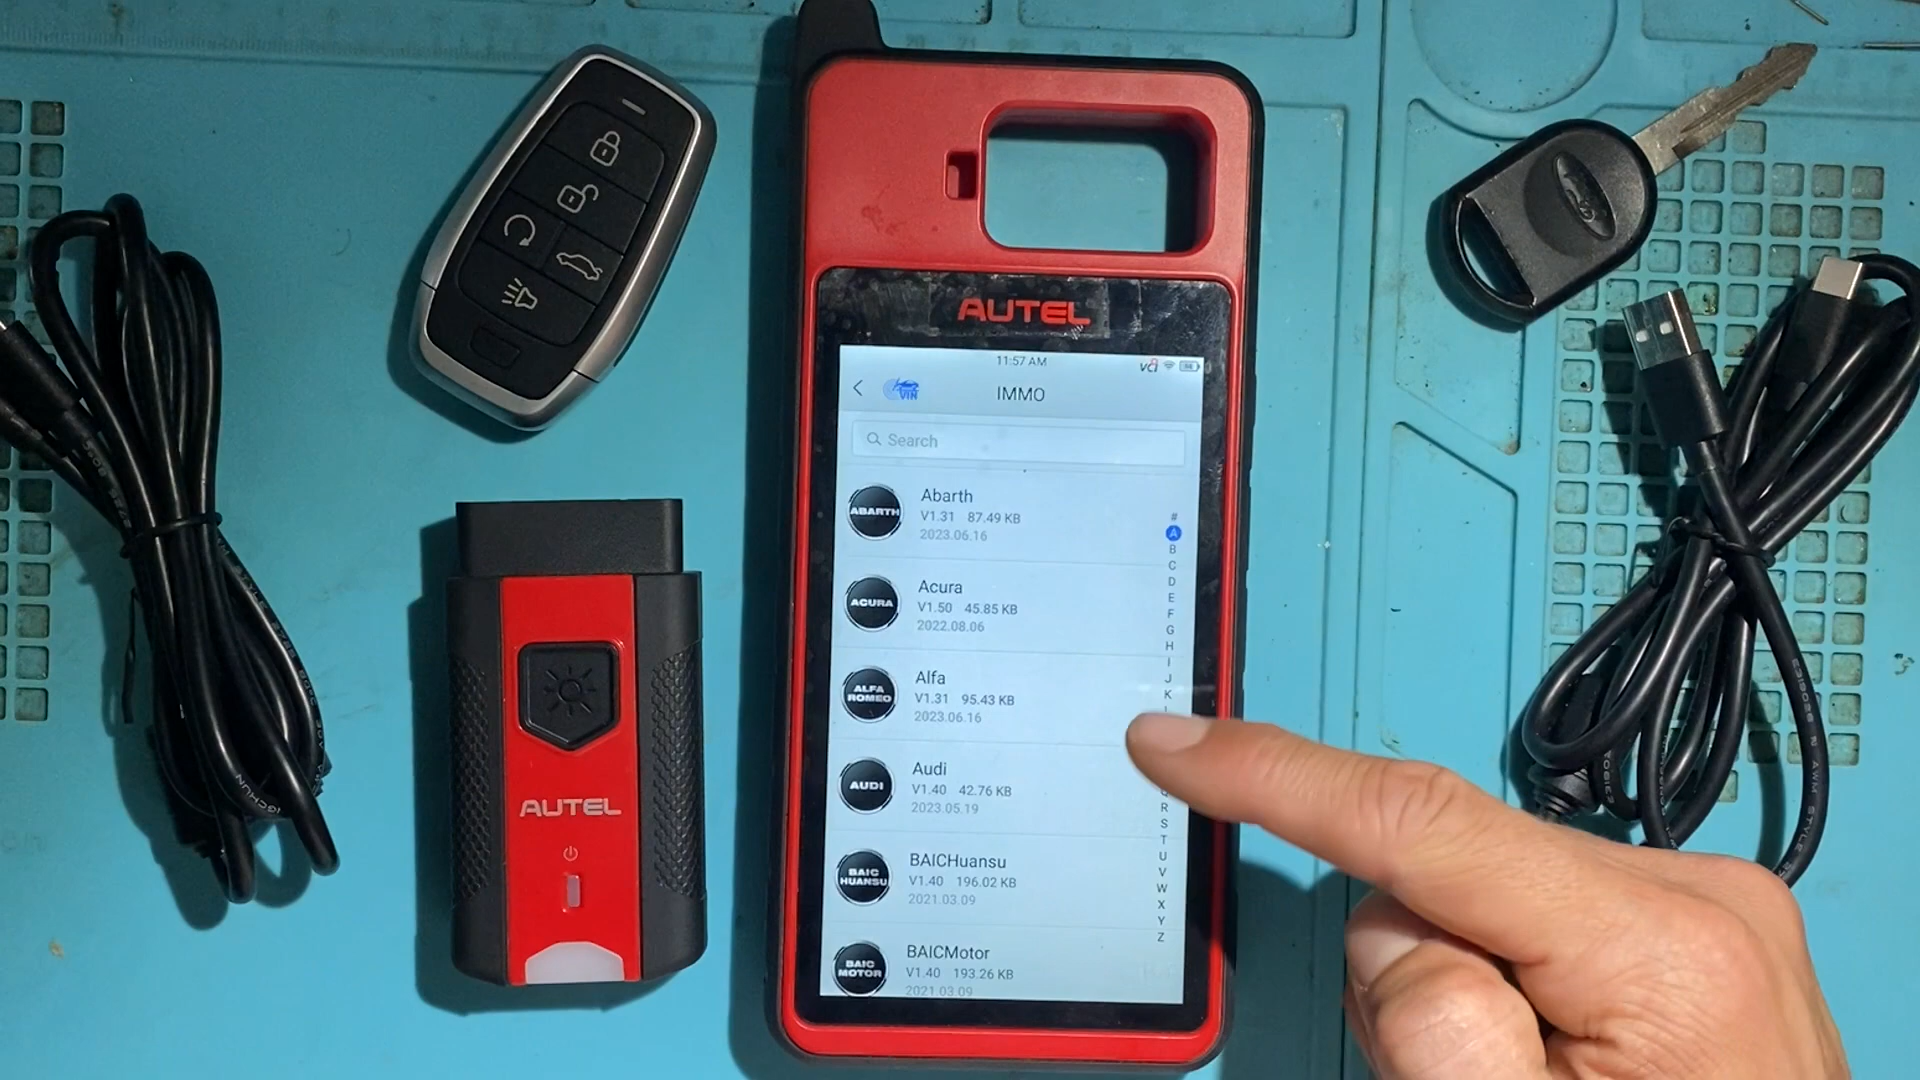 AUTEL
11:57 AM
VCI
VIN
IMMO
Search
ABARTH
Abarth
V1.31 87.49 KB
2023.06.16
ACURA
Acura
V1.50 45.85 KB
2022.08.06
ALFA
ROMEO
Alfa
V1.31 95.43 KB
2023.06.16
AUDI
Audi
V1.40 42.76 KB
2023.05.19
BAIC
HUANSU
BAICHuansu
V1.40 196.02 KB
2021.03.09
BAIC
MOTOR
BAICMotor
V1.40 193.26 KB
2021.03.09
#
A
B
C
D
E
F
G
H
I
J
K
Q
R
S
T
U
V
W
X
Y
Z
AUTEL